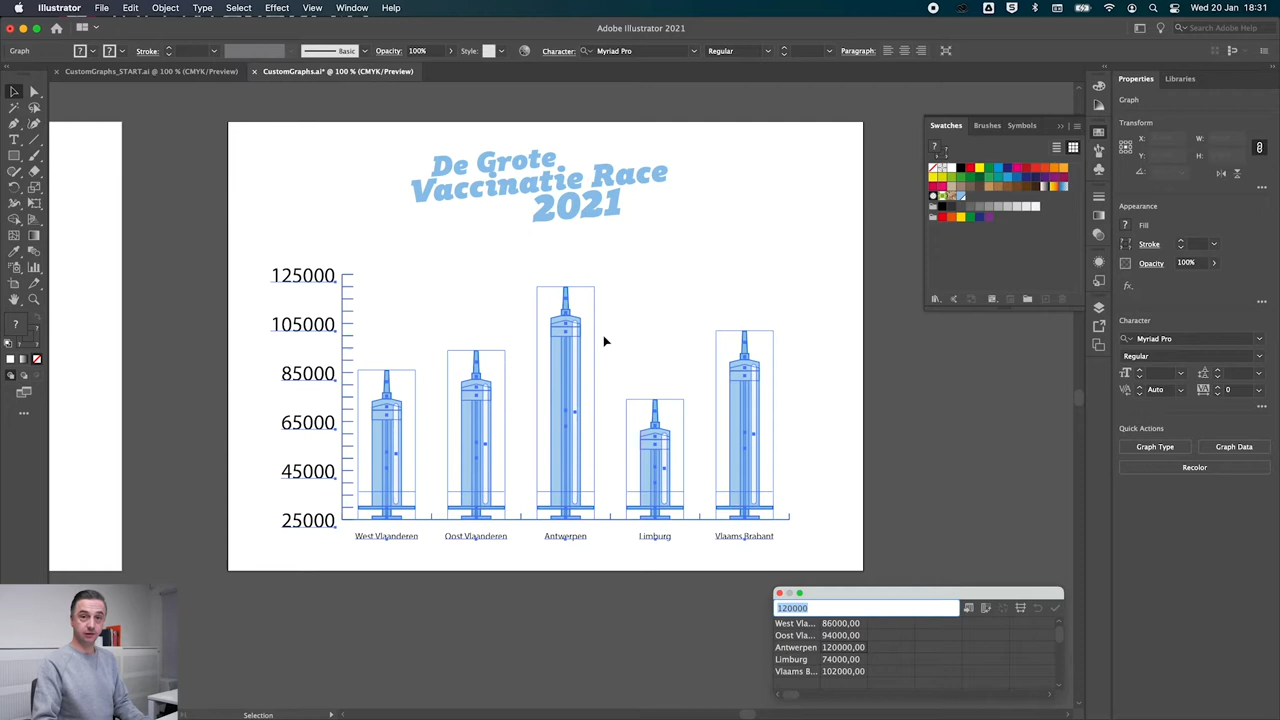 Illustrator File Edit Object Type Select Effect View Window Help
Wed 20 Jan 18:31
Adobe Illustrator 2021
Search Adobe Help
Graph ? ? Stroke: Basic Opacity: 100% Style: Character: Myriad Pro Regular Paragraph:
× CustomGraphs_START.ai @ 100 % (CMYK/Preview)
× CustomGraphs.ai* @ 100 % (CMYK/Preview)
Properties Libraries
Graph
Transform
X: W:
Y: H:
Appearance
? Fill
Stroke
Opacity 100%
fx.
Character
Myriad Pro
Regular
Auto 0
Quick Actions
Graph Type Graph Data
Recolor
Swatches Brushes Symbols
?
De Grote
Vaccinatie Race
2021
125000
105000
85000
65000
45000
25000
West Vlaanderen Oost Vlaanderen Antwerpen Limburg Vlaams Brabant
120000
West Vla... 86000,00
Oost Vla... 94000,00
Antwerpen 120000,00
Limburg 74000,00
Vlaams B... 102000,00
?
Selection